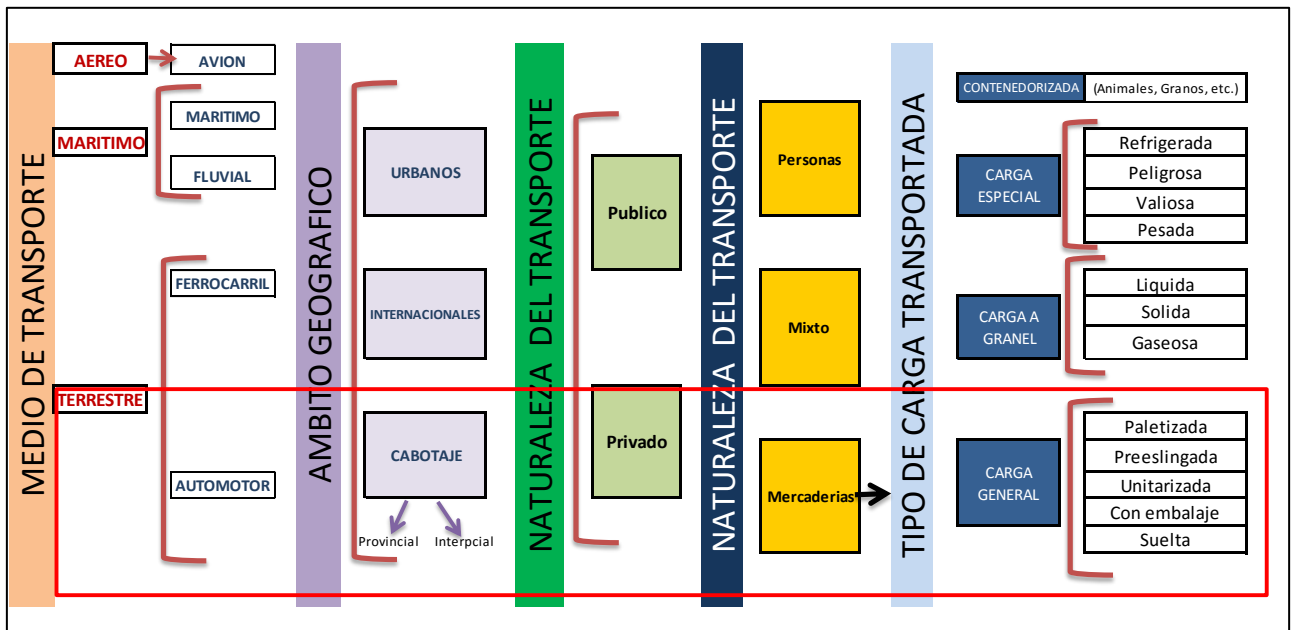 MEDIO DE TRANSPORTE
AEREO
AVION
MARITIMO
MARITIMO
FLUVIAL
TERRESTRE
FERROCARRIL
AUTOMOTOR
AMBITO GEOGRAFICO
URBANOS
INTERNACIONALES
CABOTAJE
Provincial
Interpcial
NATURALEZA DEL TRANSPORTE
Publico
Privado
NATURALEZA DEL TRANSPORTE
Personas
Mixto
Mercaderias
TIPO DE CARGA TRANSPORTADA
CONTENEDORIZADA
(Animales, Granos, etc.)
CARGA
ESPECIAL
Refrigerada
Peligrosa
Valiosa
Pesada
CARGA A
GRANEL
Liquida
Solida
Gaseosa
CARGA
GENERAL
Paletizada
Preeslingada
Unitarizada
Con embalaje
Suelta